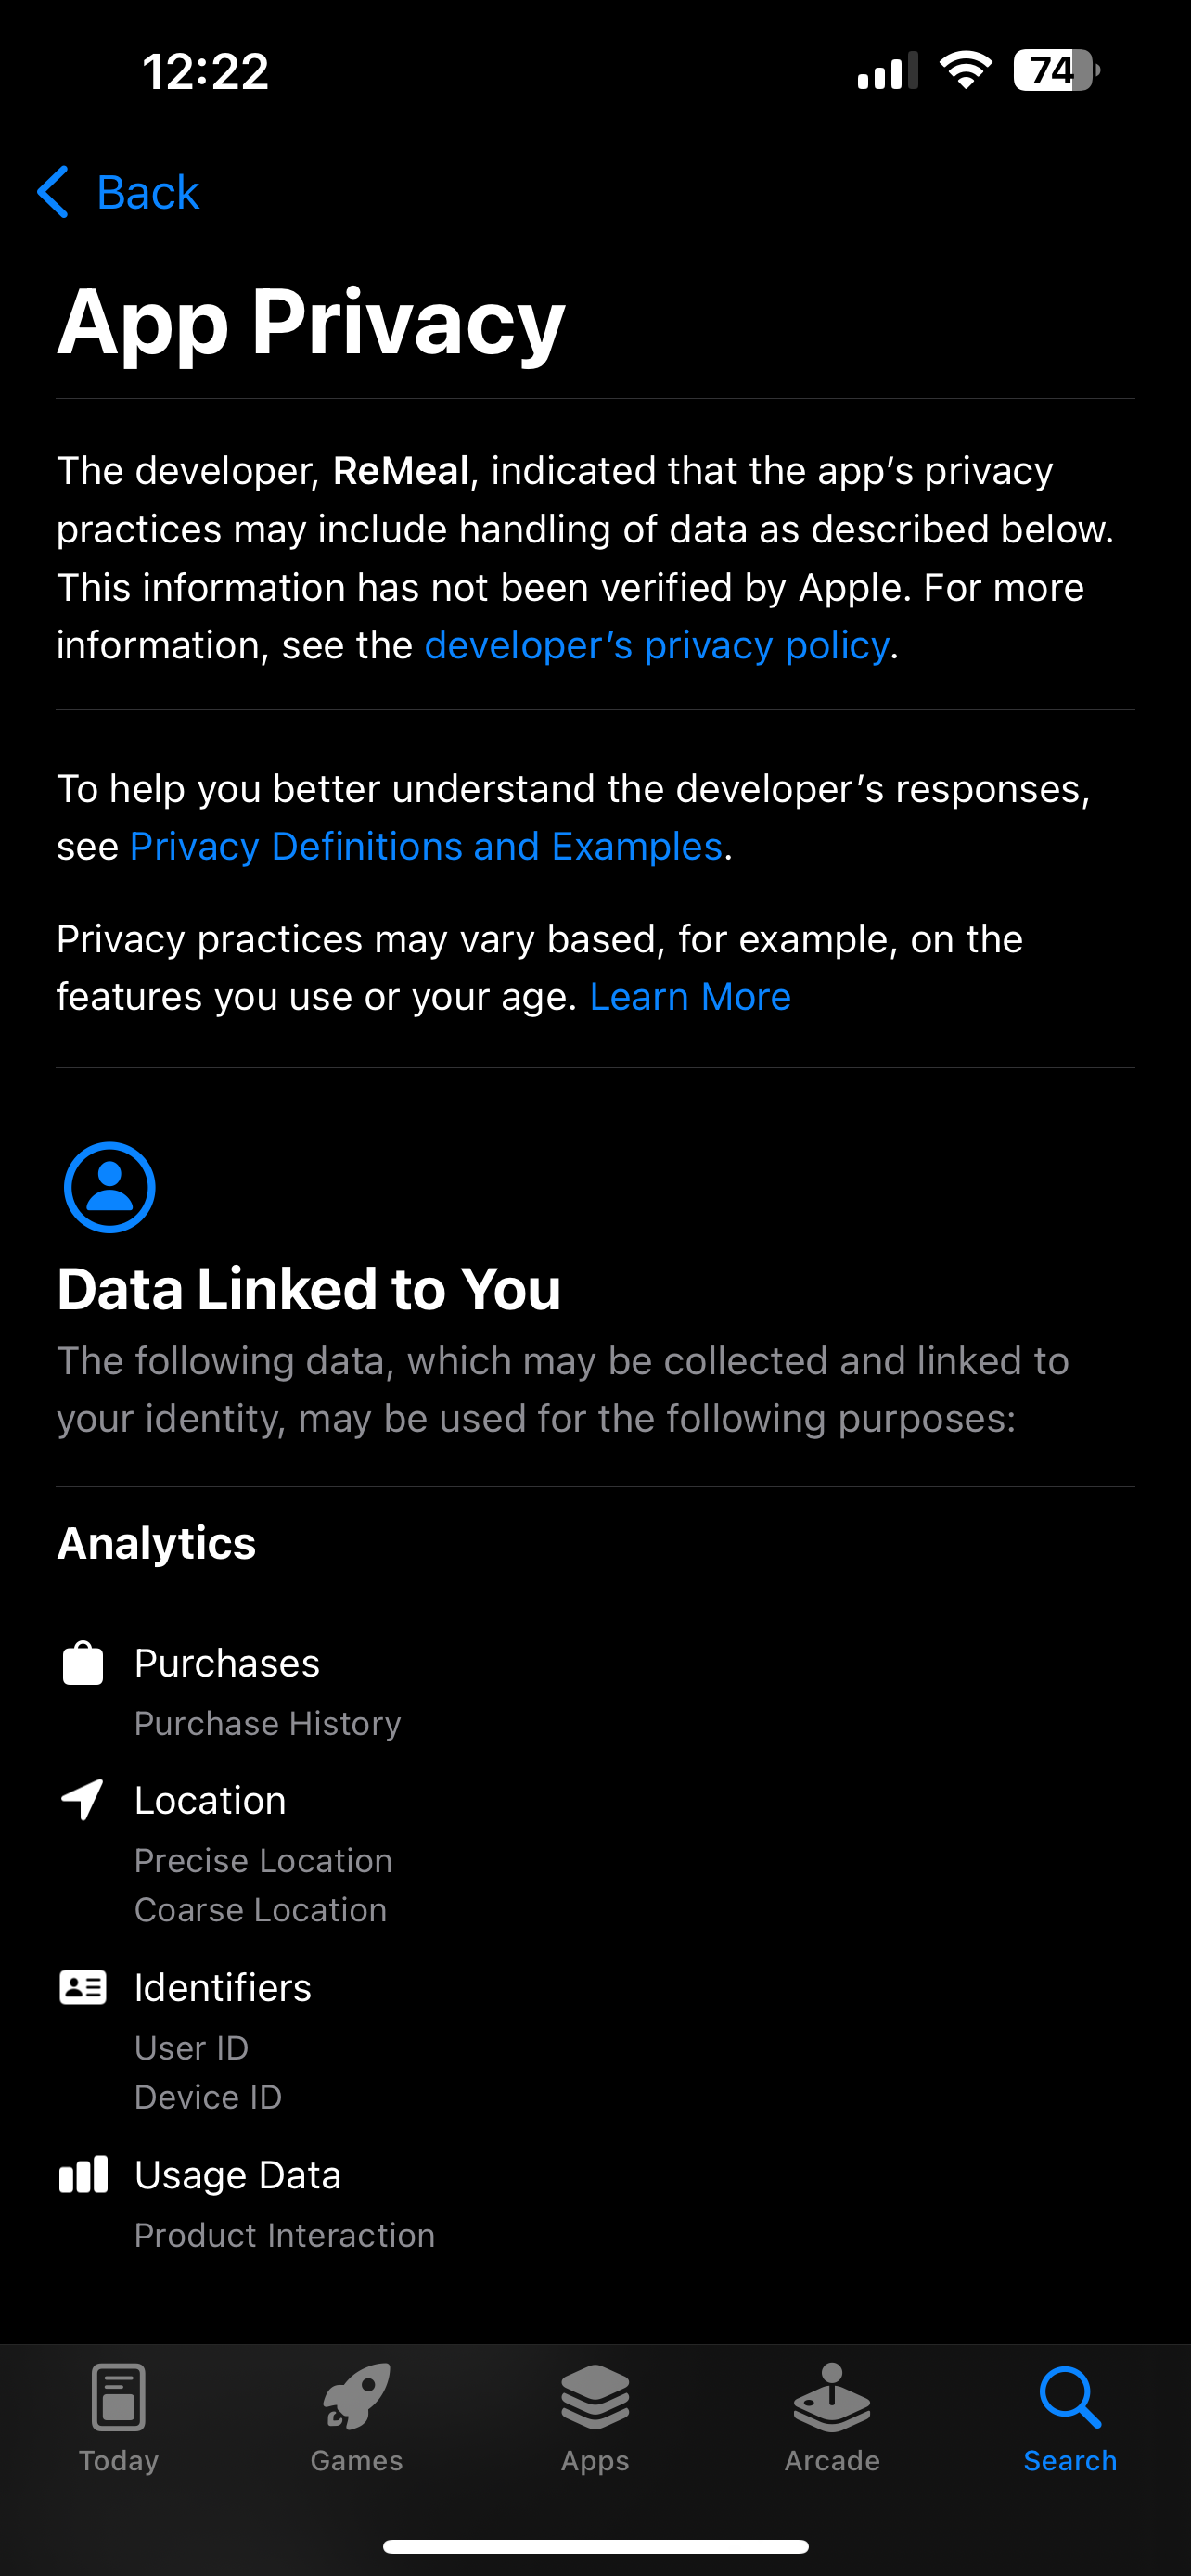 12:22
74
Back
App Privacy
The developer, ReMeal, indicated that the app’s privacy
practices may include handling of data as described below.
This information has not been verified by Apple. For more
information, see the developer’s privacy policy.
To help you better understand the developer’s responses,
see Privacy Definitions and Examples.
Privacy practices may vary based, for example, on the
features you use or your age. Learn More
Data Linked to You
The following data, which may be collected and linked to
your identity, may be used for the following purposes:
Analytics
Purchases
Purchase History
Location
Precise Location
Coarse Location
Identifiers
User ID
Device ID
Usage Data
Product Interaction
Today
Games
Apps
Arcade
Search